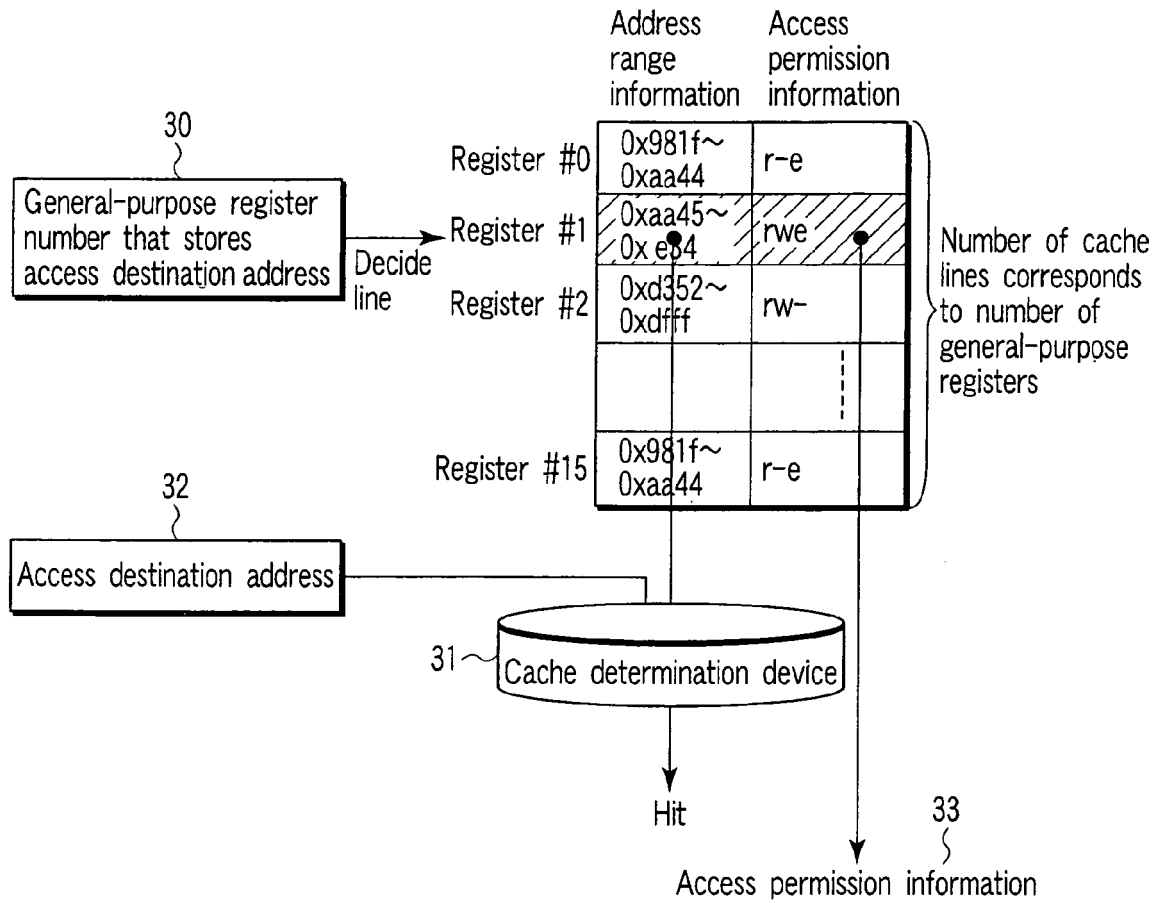 Address
range
information
Access
permission
information
30
General-purpose register
number that stores
access destination address
Decide
line
Register #0
0x981f~
0xaa44
r-e
Register #1
0xaa45~
rwe
Register #2
0xd352~
0xdfff
rw-
Register #15
0x981f~
0xaa44
r-e
Number of cache
lines corresponds
to number of
general-purpose
registers
32
Access destination address
31
Cache determination device
Hit
33
Access permission information